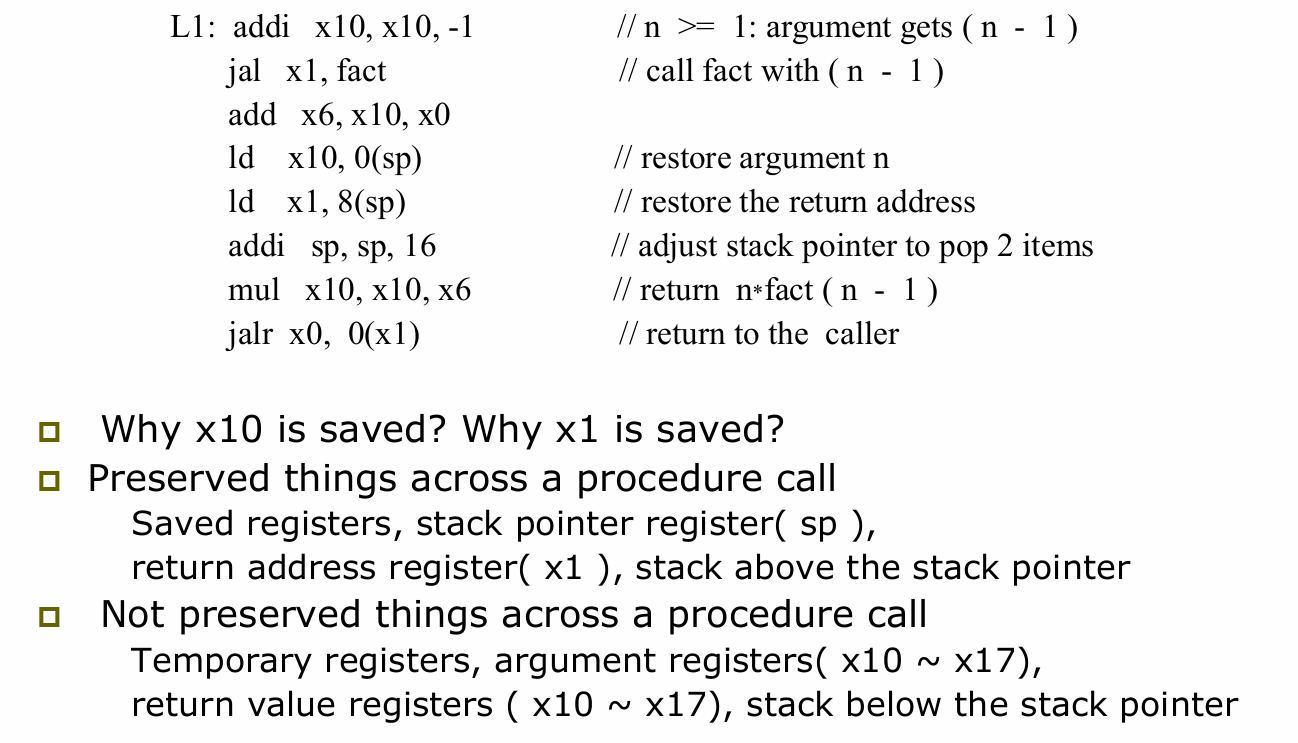 L1: addi x10, x10, -1 // n >= 1: argument gets ( n - 1 )
jal x1, fact // call fact with ( n - 1 )
add x6, x10, x0
ld x10, 0(sp) // restore argument n
ld x1, 8(sp) // restore the return address
addi sp, sp, 16 // adjust stack pointer to pop 2 items
mul x10, x10, x6 // return n*fact ( n - 1 )
jalr x0, 0(x1) // return to the caller
Why x10 is saved? Why x1 is saved?
Preserved things across a procedure call
Saved registers, stack pointer register( sp ),
return address register( x1 ), stack above the stack pointer
Not preserved things across a procedure call
Temporary registers, argument registers( x10 ~ x17),
return value registers ( x10 ~ x17), stack below the stack pointer